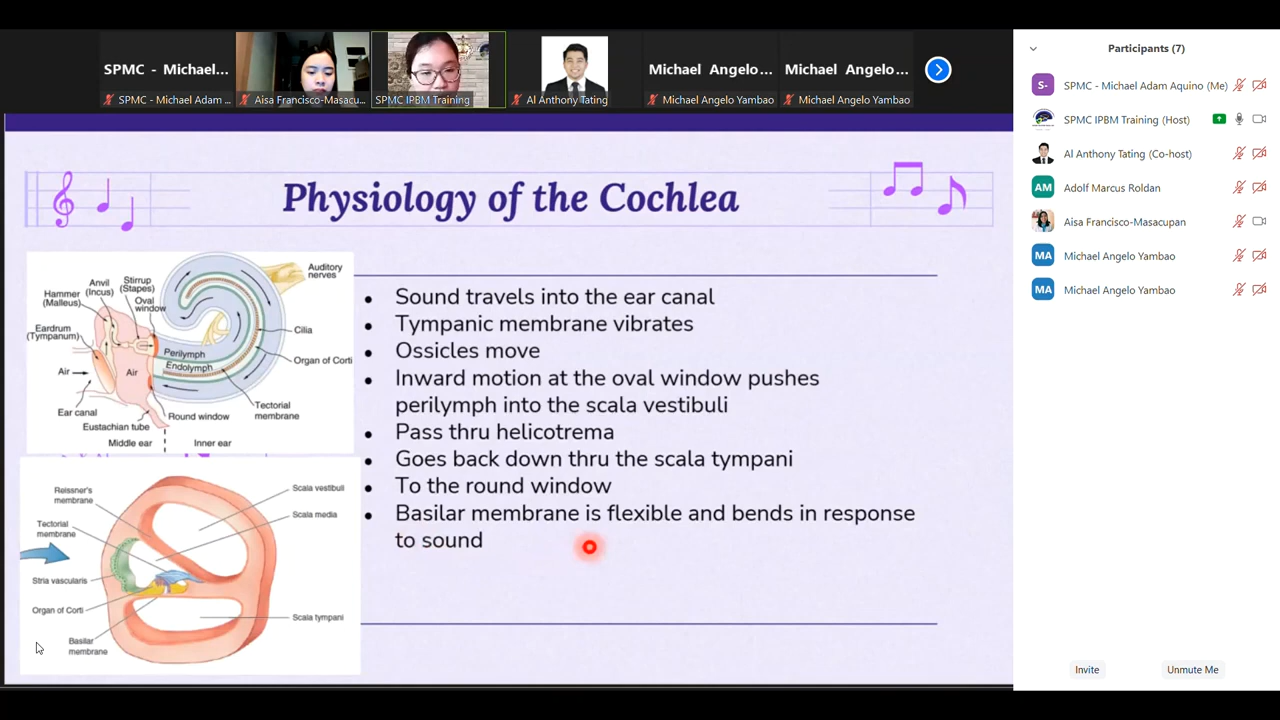 SPMC - Michael...
Michael Angelo...
Michael Angelo...
SPMC - Michael Adam ...
Aisa Francisco-Masacu...
SPMC IPBM Training
Al Anthony Tating
Michael Angelo Yambao
Michael Angelo Yambao
Physiology of the Cochlea
Auditory
nerves
Stirrup
(Stapes)
Anvil
(Incus)
Hammer
(Malleus)
Oval
window
Eardrum
(Tympanum)
Cilia
Perilymph
Organ of Corti
Endolymph
Air
Air
Tectorial
membrane
Ear canal
Round window
Eustachian tube
Middle ear
Inner ear
Reissner's
membrane
Scala vestibuli
Scala media
Tectorial
membrane
Stria vascularis
Organ of Corti
Scala tympani
Basilar
membrane
• Sound travels into the ear canal
• Tympanic membrane vibrates
• Ossicles move
• Inward motion at the oval window pushes
perilymph into the scala vestibuli
• Pass thru helicotrema
• Goes back down thru the scala tympani
• To the round window
• Basilar membrane is flexible and bends in response
to sound
Participants (7)
S-
SPMC - Michael Adam Aquino (Me)
SPMC IPBM Training (Host)
Al Anthony Tating (Co-host)
AM
Adolf Marcus Roldan
Aisa Francisco-Masacupan
MA
Michael Angelo Yambao
MA
Michael Angelo Yambao
Invite
Unmute Me